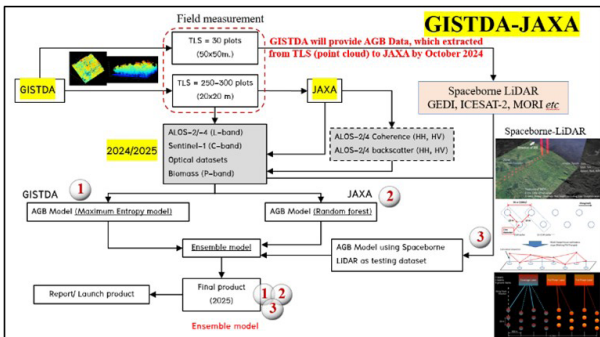 GISTDA-JAXA
Field measurement
TLS = 30 plots
(50x50m.)
GISTDA will provide AGB Data, which extracted
from TLS (point cloud) to JAXA by October 2024
GISTDA
TLS = 250-300 plots
(20x20 m)
JAXA
Spaceborne LiDAR
GEDI, ICESAT-2, MORI etc
Spaceborne-LiDAR
2024/2025
ALOS-2/-4 (L-band)
Sentinel-1 (C-band)
Optical datasets
Biomass (P-band)
ALOS-2/4 Coherence (HH, HV)
ALOS-2/4 backscatter (HH, HV)
GISTDA
1
JAXA
2
AGB Model (Maximum Entropy model)
AGB Model (Random forest)
3
Ensemble model
AGB Model using Spaceborne
LIDAR as testing dataset
Report/ Launch product
Final product
(2025)
1
2
3
Ensemble model